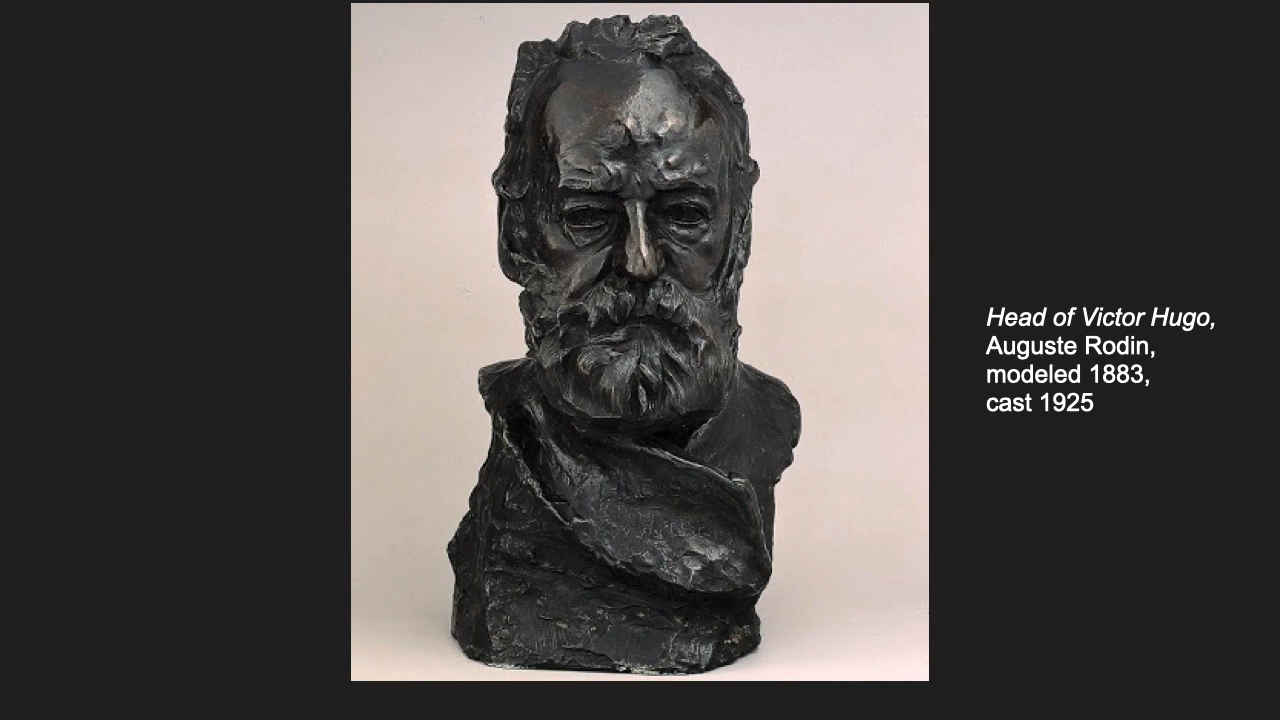 Head of Victor Hugo,
Auguste Rodin,
modeled 1883,
cast 1925